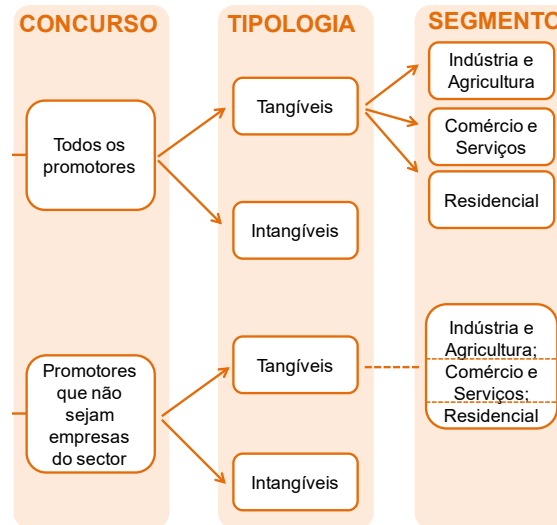 CONCURSO
TIPOLOGIA
SEGMENTO
Todos os
promotores
Tangíveis
Intangíveis
Indústria e
Agricultura
Comércio e
Serviços
Residencial
Promotores
que não
sejam
empresas
do sector
Tangíveis
Intangíveis
Indústria e
Agricultura;
Comércio e
Serviços;
Residencial